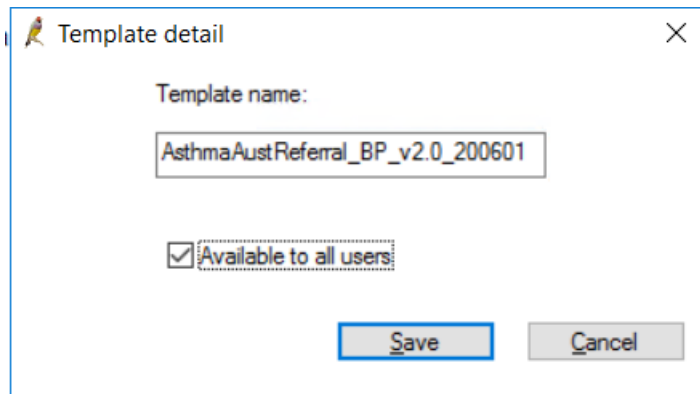 Template detail
Template name:
AsthmaAustReferral_BP_v2.0_200601
Available to all users
Save Cancel